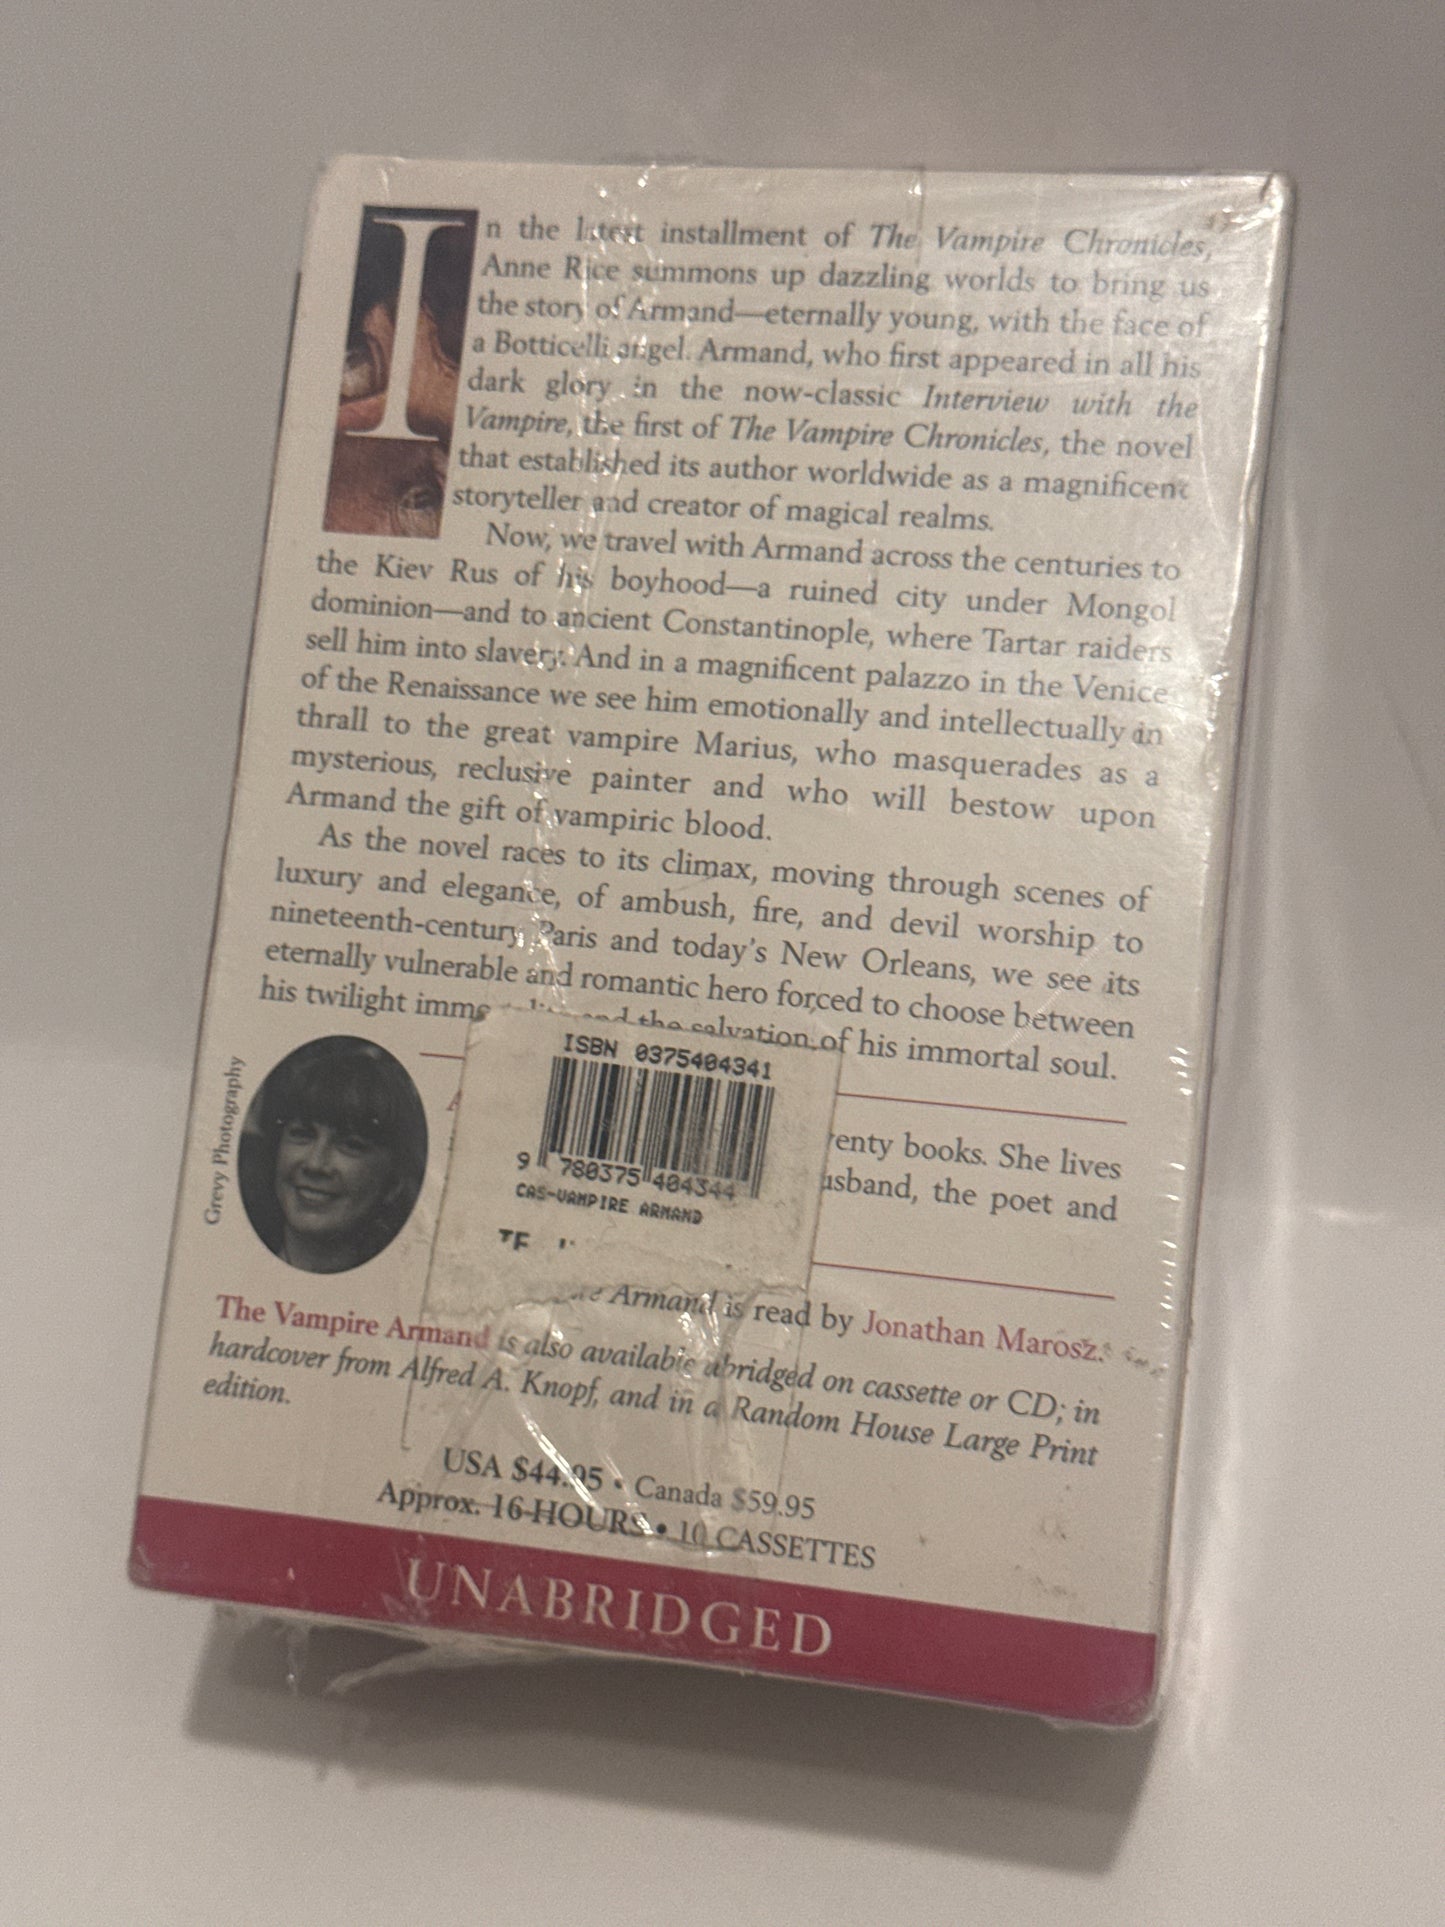 In the latest installment of The Vampire Chronicles,
Anne Rice summons up dazzling worlds to bring us
the story of Armand—eternally young, with the face of
a Botticelli angel. Armand, who first appeared in all his
dark glory in the now-classic Interview with the
Vampire, the first of The Vampire Chronicles, the novel
that established its author worldwide as a magnificent
storyteller and creator of magical realms.
Now, we travel with Armand across the centuries to
the Kiev Rus of his boyhood—a ruined city under Mongol
dominion—and to ancient Constantinople, where Tartar raiders
sell him into slavery. And in a magnificent palazzo in the Venice
of the Renaissance we see him emotionally and intellectually in
thrall to the great vampire Marius, who masquerades as a
mysterious, reclusive painter and who will bestow upon
Armand the gift of vampiric blood.
As the novel races to its climax, moving through scenes of
luxury and elegance, of ambush, fire, and devil worship to
nineteenth-century Paris and today's New Orleans, we see its
eternally vulnerable and romantic hero forced to choose between
his twilight and the salvation of his immortal soul.
Grevy Photography
ISBN 0375404341
9 780375 404344
CAS-VAMPIRE ARMAND
books. She lives
the poet and
Armand is read by Jonathan Marosz.
The Vampire Armand is also available abridged on cassette or CD; in
hardcover from Alfred A. Knopf, and in a Random House Large Print
edition.
USA $44.95 • Canada $59.95
Approx. 16 HOURS • 10 CASSETTES
UNABRIDGED